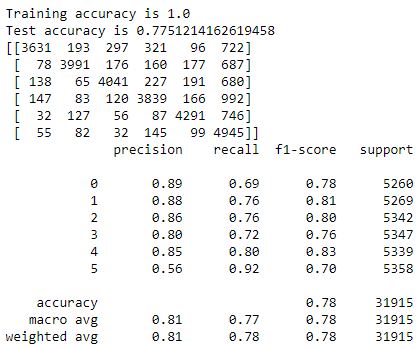 Training accuracy is 1.0
Test accuracy is 0.7751214162619458
[[3631 193 297 321 96 722]
[ 78 3991 176 160 177 687]
[ 138 65 4041 227 191 680]
[ 147 83 120 3839 166 992]
[ 32 127 56 87 4291 746]
[ 55 82 32 145 99 4945]]
precision recall f1-score support
0 0.89 0.69 0.78 5260
1 0.88 0.76 0.81 5269
2 0.86 0.76 0.80 5342
3 0.80 0.72 0.76 5347
4 0.85 0.80 0.83 5339
5 0.56 0.92 0.70 5358
accuracy 0.78 31915
macro avg 0.81 0.77 0.78 31915
weighted avg 0.81 0.78 0.78 31915